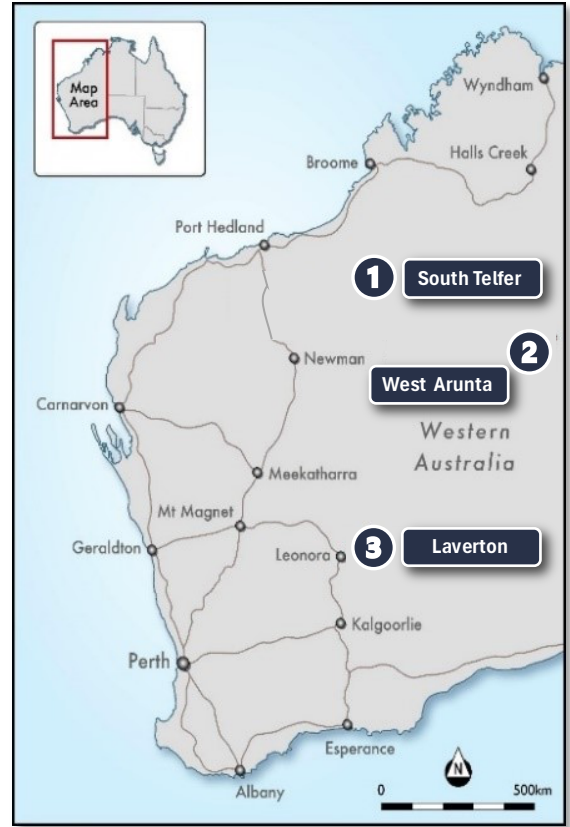 Map
Area
Wyndham
Halls Creek
Broome
Port Hedland
1 South Telfer
2
Newman
West Arunta
Carnarvon
Western
Australia
Meekatharra
Mt Magnet
Geraldton
Leonora
3 Laverton
Kalgoorlie
Perth
Esperance
N
Albany
0 500km